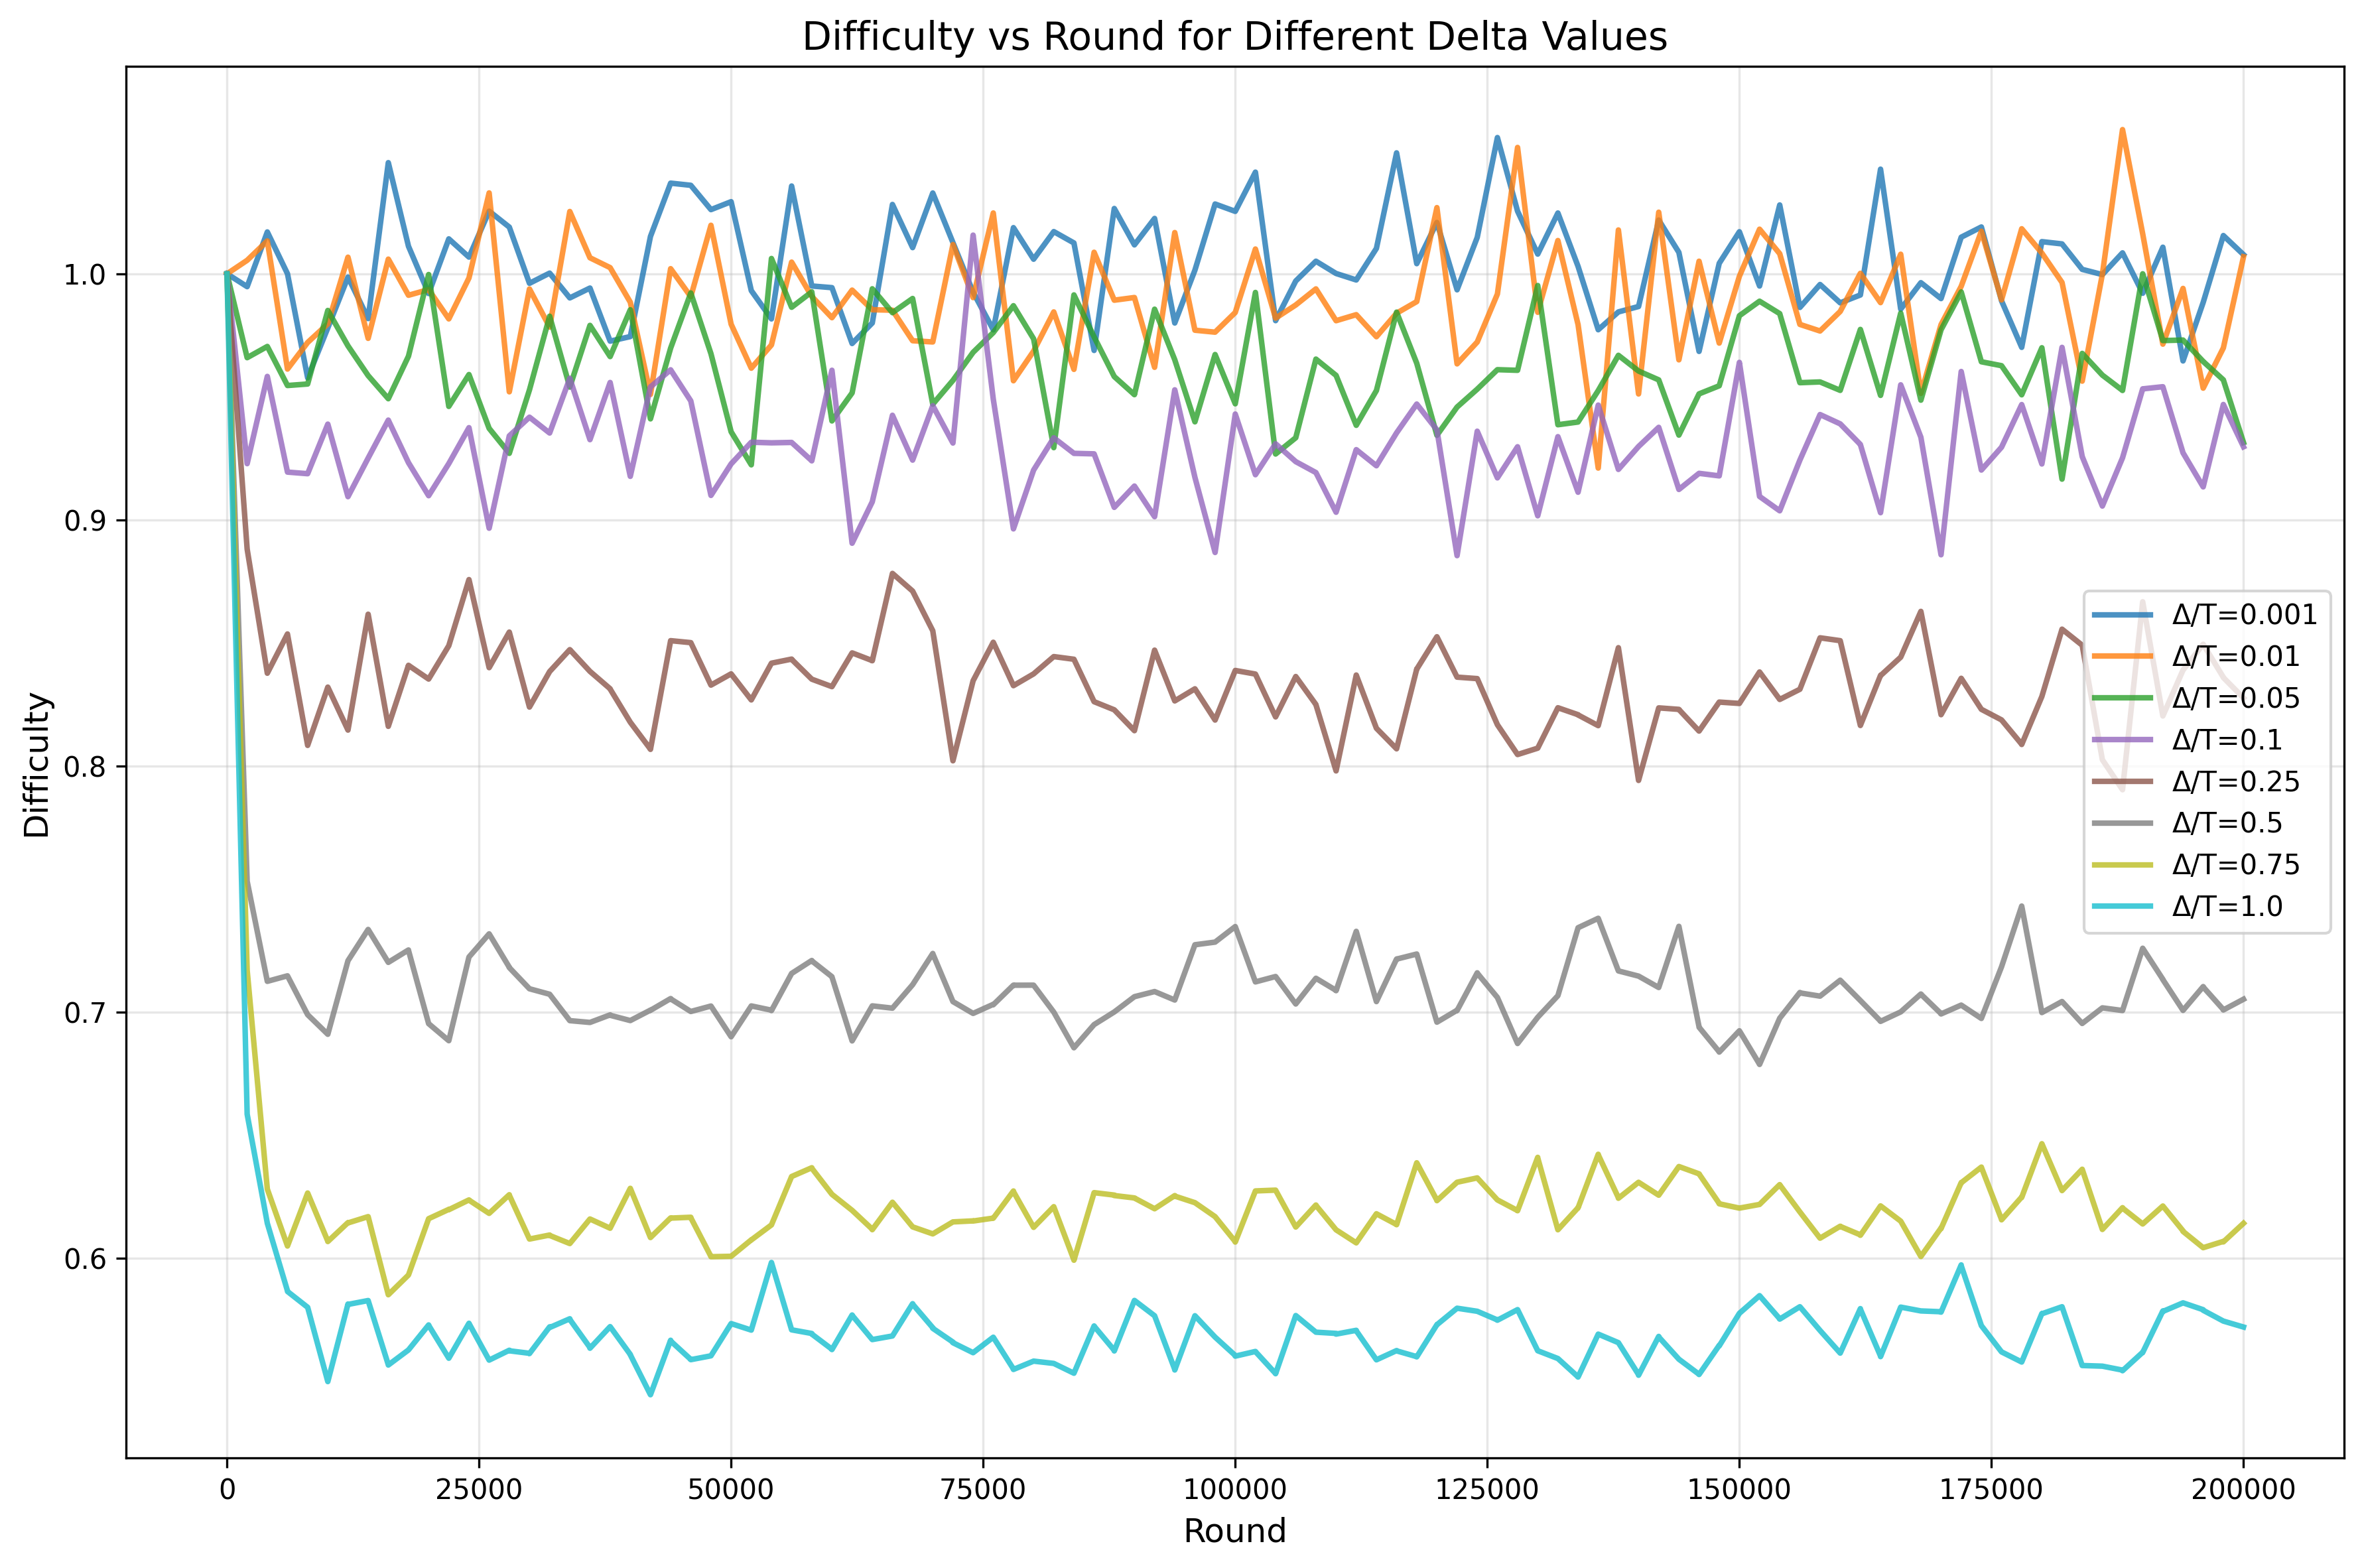 Difficulty vs Round for Different Delta Values
Difficulty
1.0
0.9
0.8
0.7
0.6
Δ/T=0.001
Δ/T=0.01
Δ/T=0.05
Δ/T=0.1
Δ/T=0.25
Δ/T=0.5
Δ/T=0.75
Δ/T=1.0
0 25000 50000 75000 100000 125000 150000 175000 200000
Round